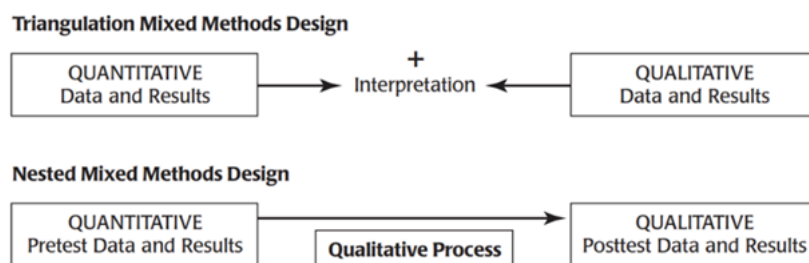 Triangulation Mixed Methods Design
QUANTITATIVE
Data and Results
+
Interpretation
QUALITATIVE
Data and Results
Nested Mixed Methods Design
QUANTITATIVE
Pretest Data and Results
Qualitative Process
QUALITATIVE
Posttest Data and Results